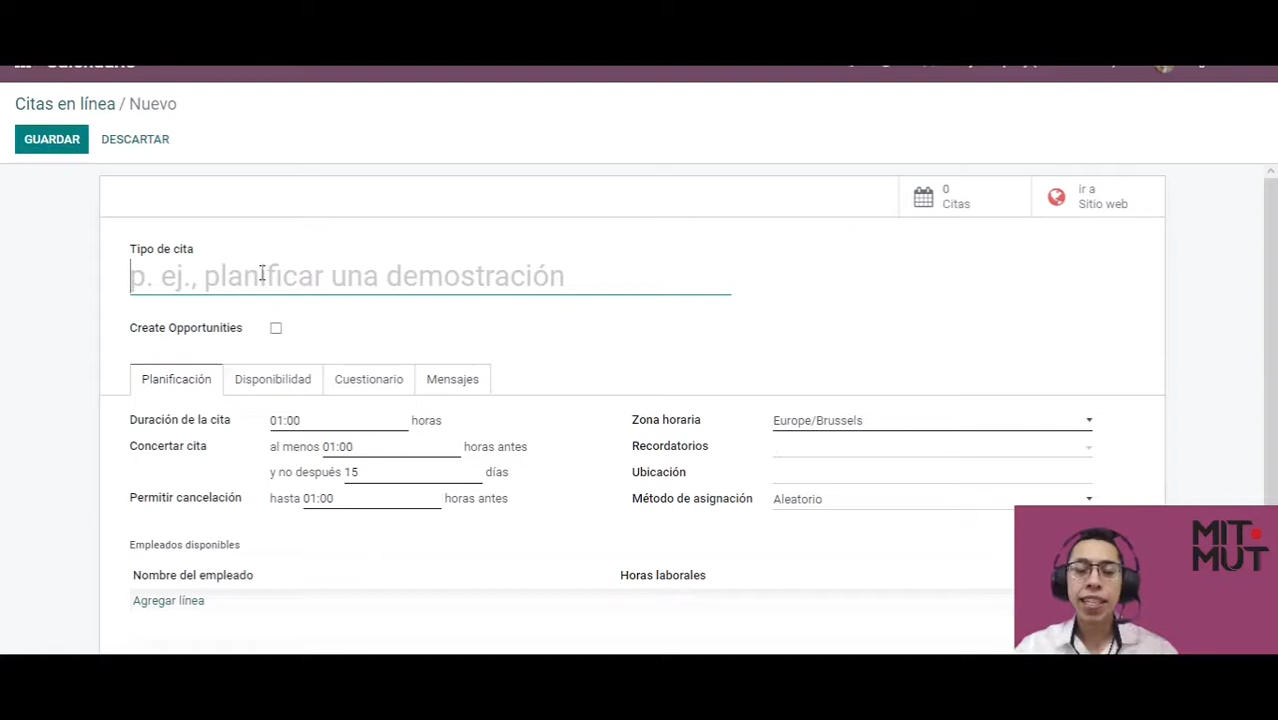 Calendario
Citas en línea / Nuevo
GUARDAR DESCARTAR
0
Citas
ir a
Sitio web
Tipo de cita
p. ej., planificar una demostración
Create Opportunities
Planificación Disponibilidad Cuestionario Mensajes
Duración de la cita 01:00 horas Zona horaria Europe/Brussels
Concertar cita al menos 01:00 horas antes Recordatorios
y no después 15 días Ubicación
Permitir cancelación hasta 01:00 horas antes Método de asignación Aleatorio
Empleados disponibles
Nombre del empleado Horas laborales
Agregar línea
MIT
MUT